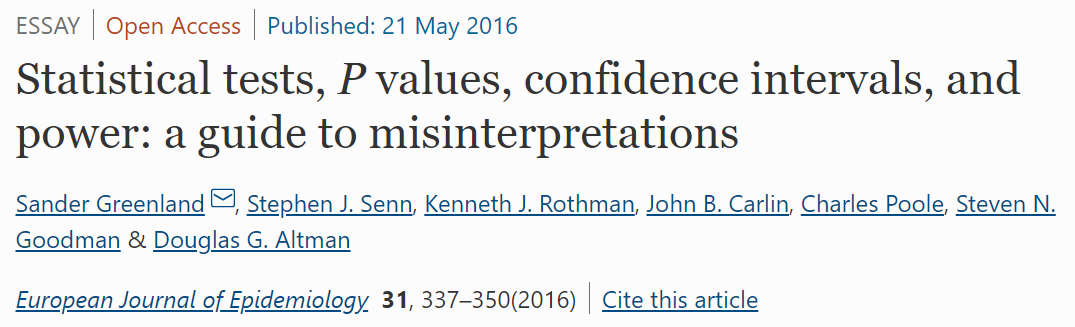 ESSAY | Open Access | Published: 21 May 2016
Statistical tests, P values, confidence intervals, and
power: a guide to misinterpretations
Sander Greenland, Stephen J. Senn, Kenneth J. Rothman, John B. Carlin, Charles Poole, Steven N.
Goodman & Douglas G. Altman
European Journal of Epidemiology 31, 337–350(2016) | Cite this article